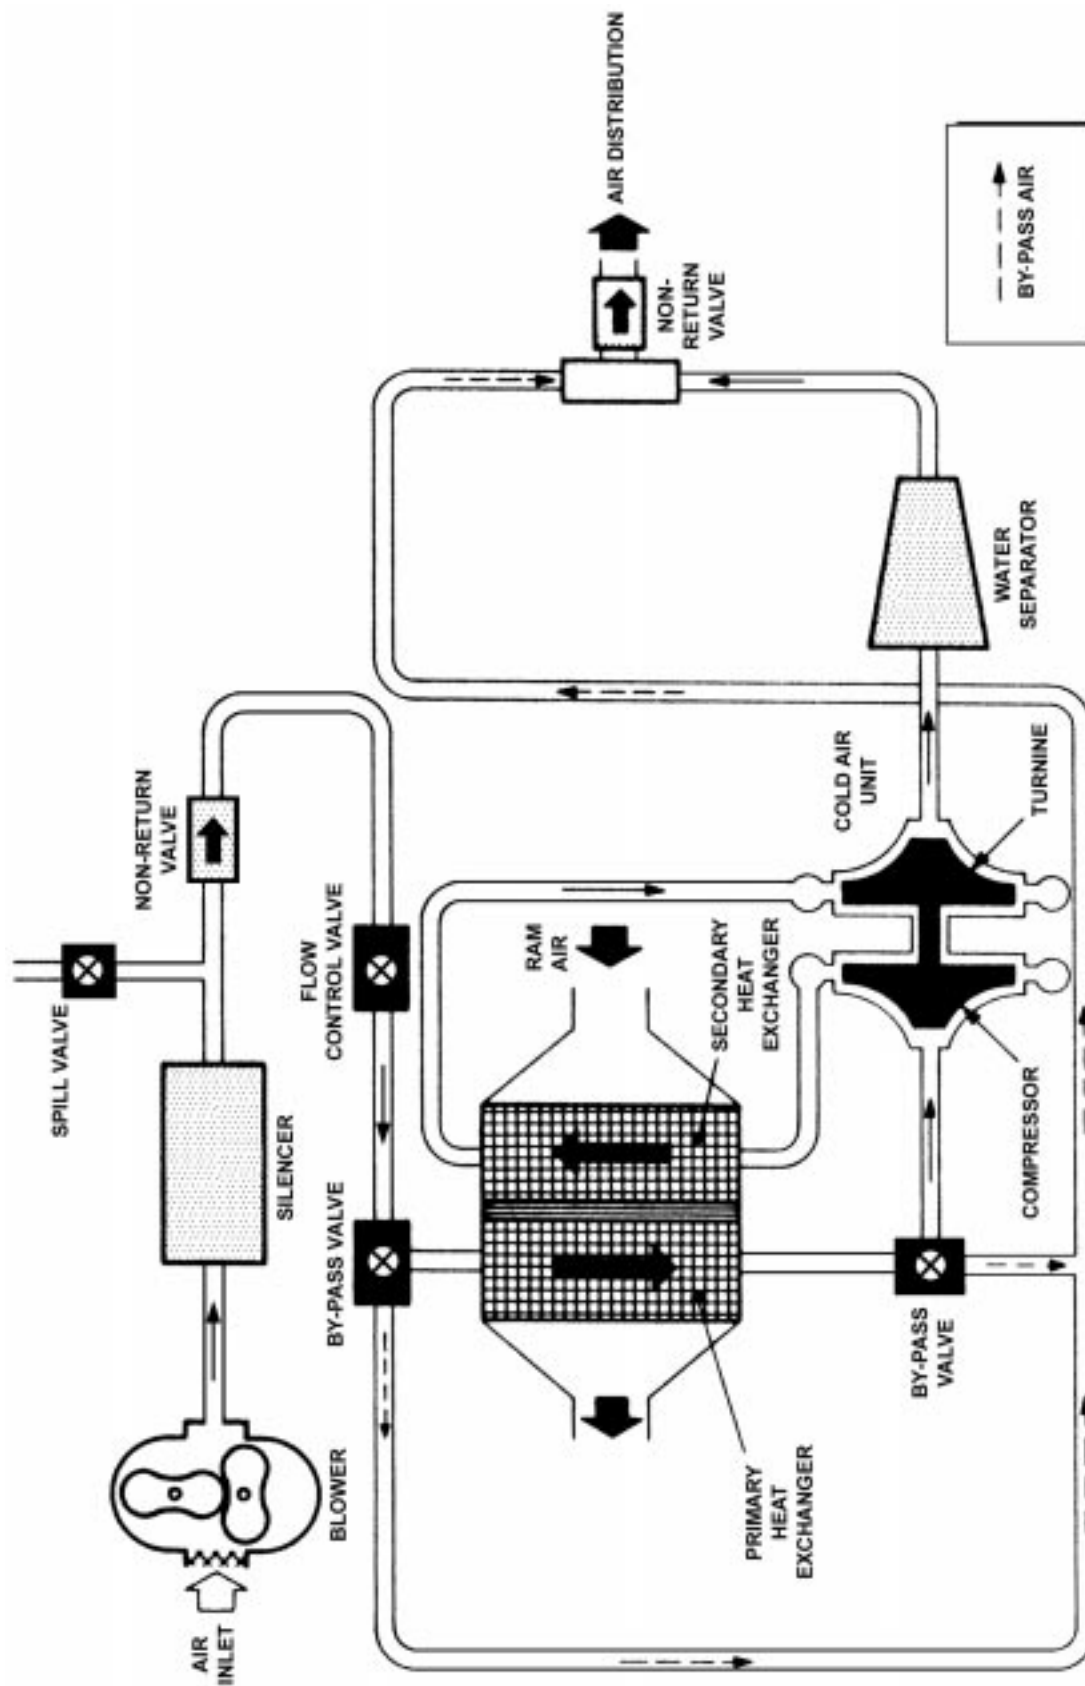 AIR
INLET
BLOWER
SILENCER
SPILL VALVE
NON-RETURN
VALVE
BY-PASS VALVE
FLOW
CONTROL VALVE
RAM
AIR
PRIMARY
HEAT
EXCHANGER
SECONDARY
HEAT
EXCHANGER
COLD AIR
UNIT
NON-
RETURN
VALVE
AIR DISTRIBUTION
BY-PASS
VALVE
COMPRESSOR
TURNINE
WATER
SEPARATOR
BY-PASS AIR